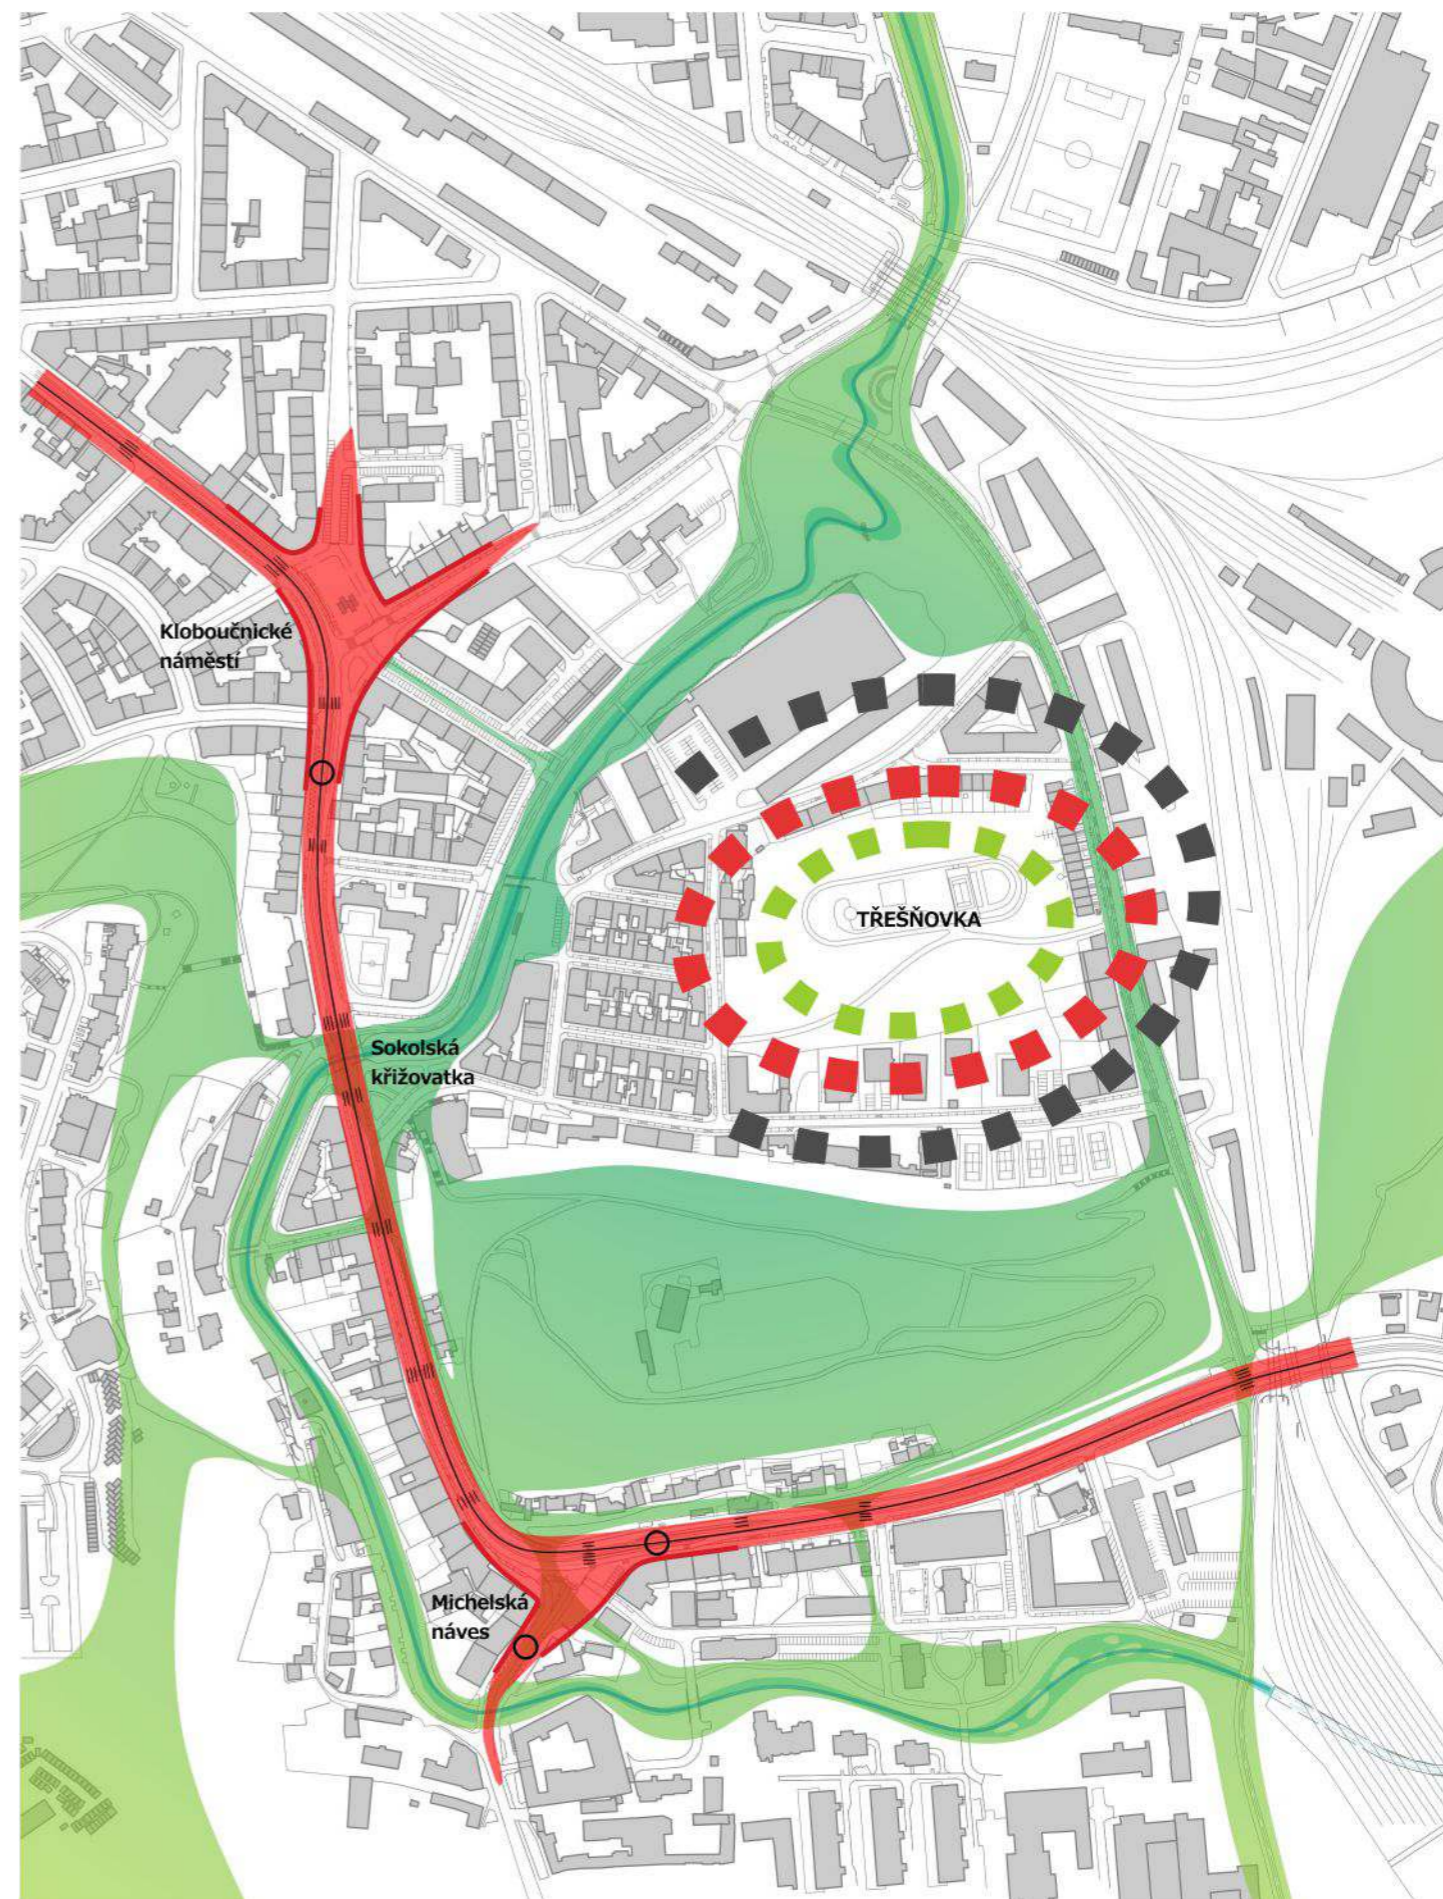 Kloboučnické
náměstí
TŘEŠŇOVKA
Sokolská
křižovatka
Michelská
náves